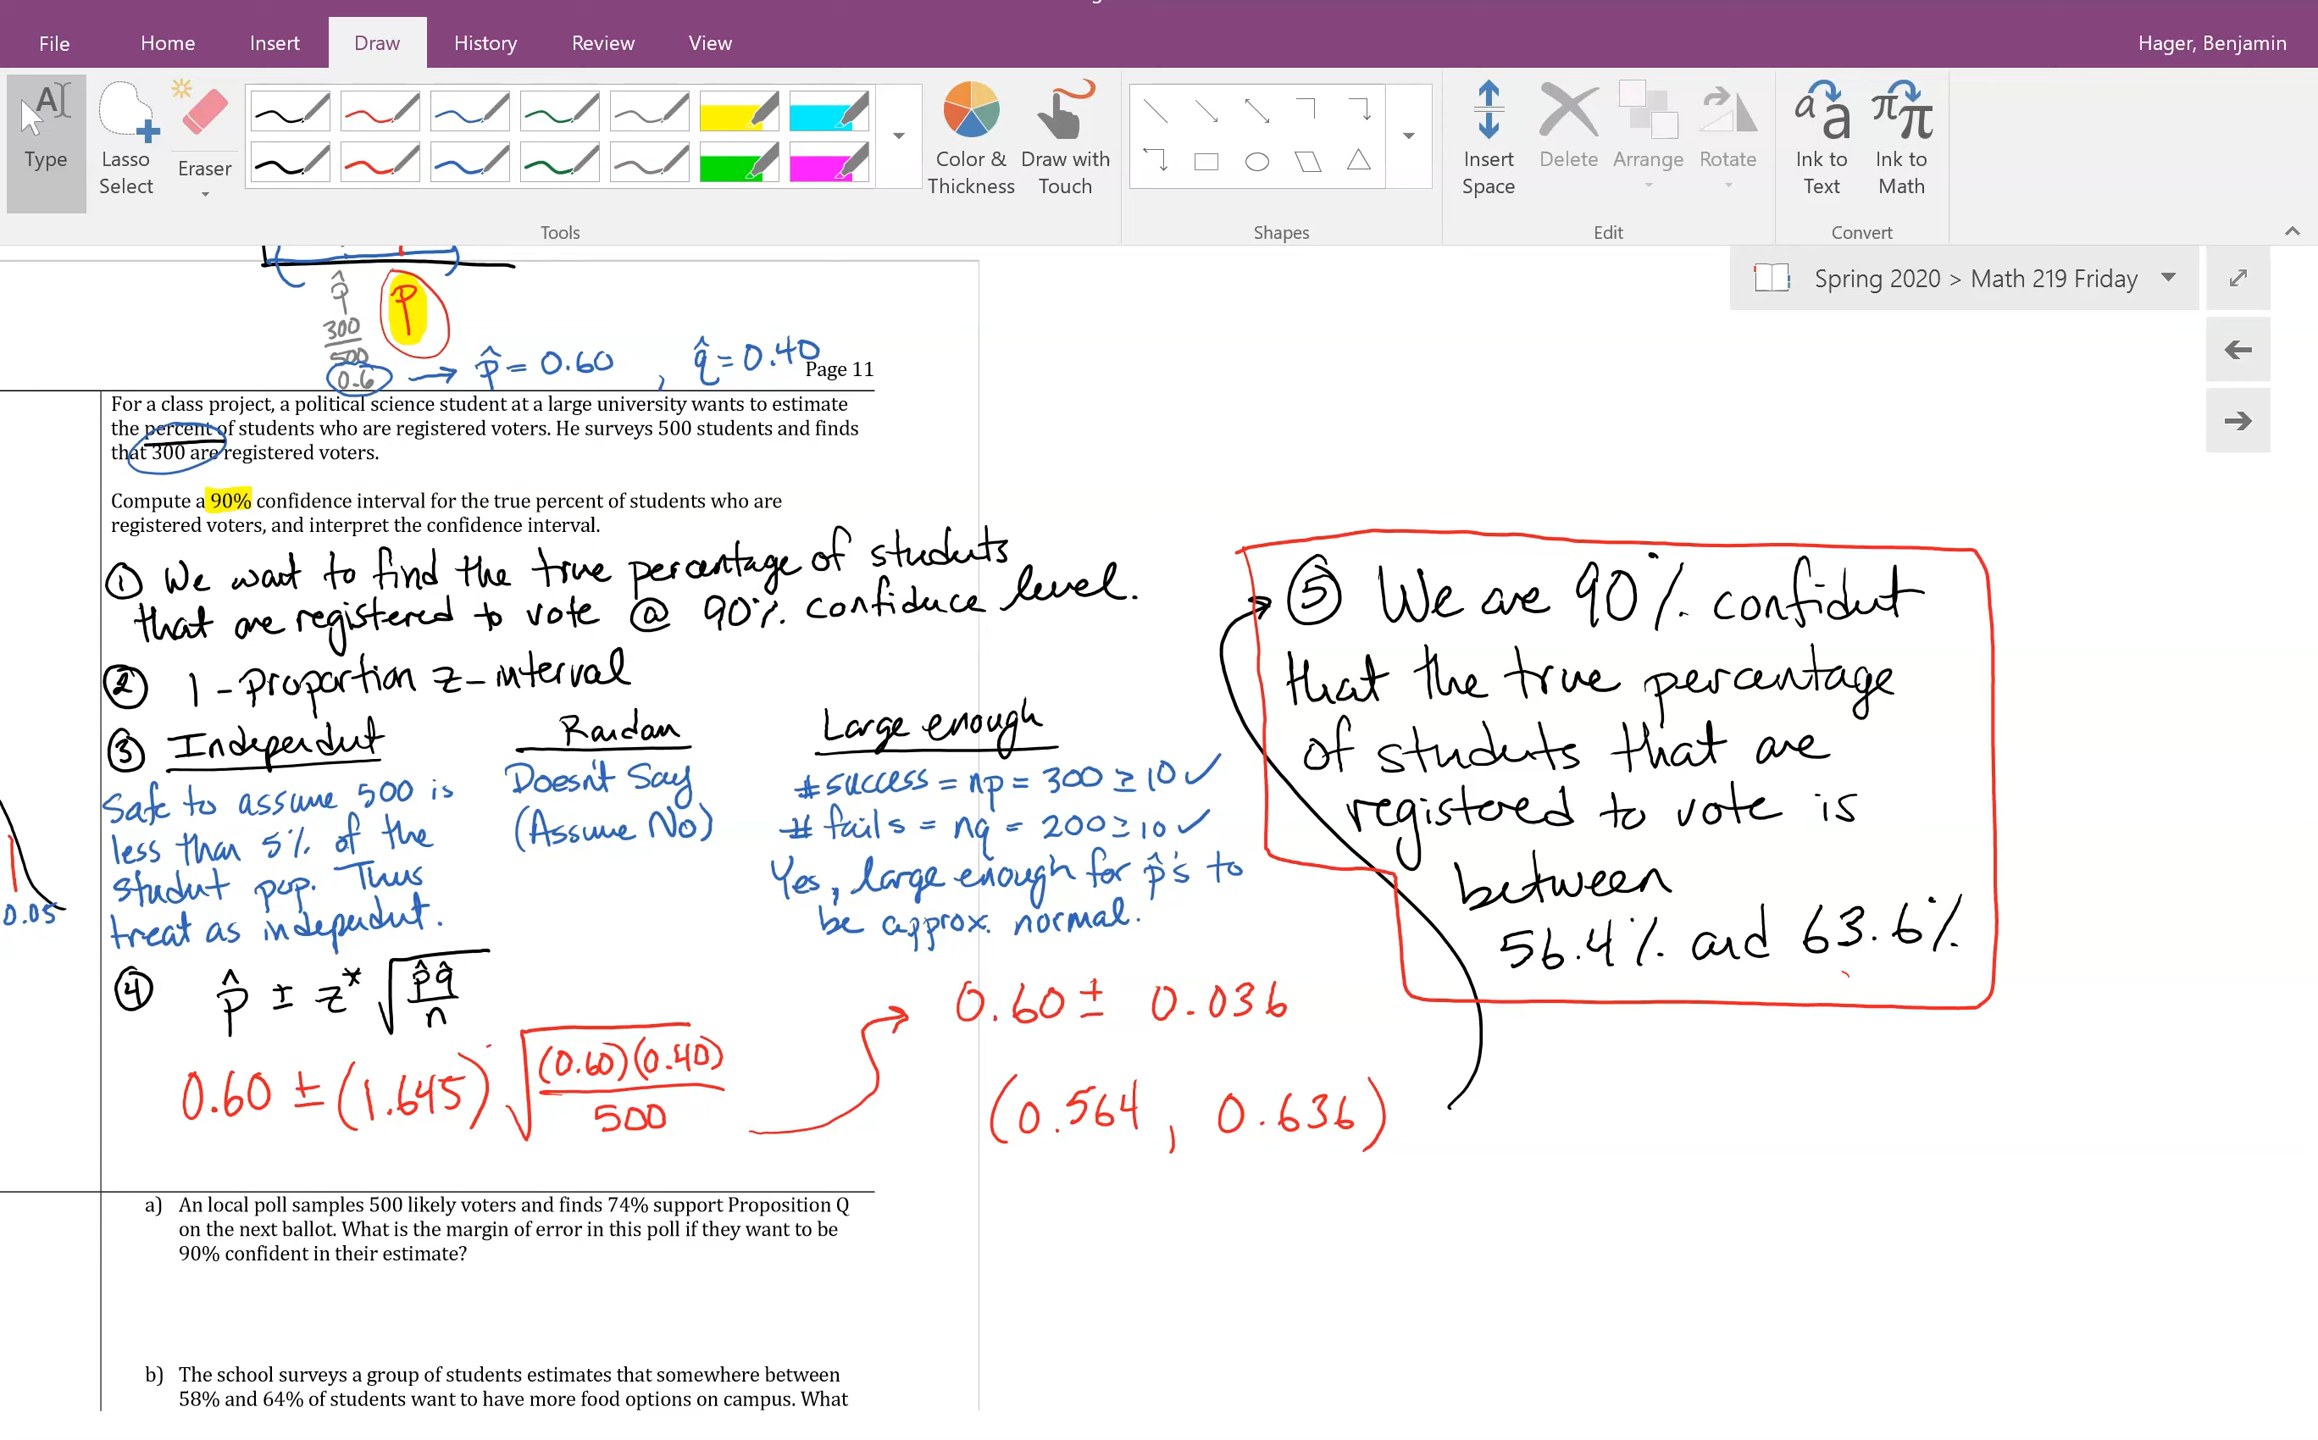 File Home Insert Draw History Review View Hager, Benjamin
Type
Lasso Select
Eraser
Color & Thickness
Draw with Touch
Insert Space
Delete
Arrange
Rotate
Ink to Text
Ink to Math
Tools Shapes Edit Convert
Spring 2020 > Math 219 Friday
p̂ P
300
500
0.6 → p̂ = 0.60 , q̂ = 0.40
Page 11
For a class project, a political science student at a large university wants to estimate
the percent of students who are registered voters. He surveys 500 students and finds
that 300 are registered voters.
Compute a 90% confidence interval for the true percent of students who are
registered voters, and interpret the confidence interval.
① We want to find the true percentage of students
that are registered to vote @ 90% confidence level.
② 1-Proportion z-interval
③ Independent
Safe to assume 500 is
less than 5% of the
student pop. Thus
treat as independent.
Random
Doesn't Say
(Assume No)
Large enough
# success = np = 300 ≥ 10 ✓
# fails = nq = 200 ≥ 10 ✓
Yes, large enough for p̂'s to
be approx. normal.
0.05
④ p̂ ± z* √(p̂q̂/n)
0.60 ± (1.645) √((0.60)(0.40)/500)
0.60 ± 0.036
(0.564, 0.636)
⑤ We are 90% confident
that the true percentage
of students that are
registered to vote is
between
56.4% and 63.6%
a) An local poll samples 500 likely voters and finds 74% support Proposition Q
on the next ballot. What is the margin of error in this poll if they want to be
90% confident in their estimate?
b) The school surveys a group of students estimates that somewhere between
58% and 64% of students want to have more food options on campus. What